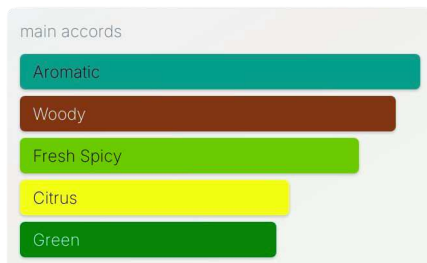 main accords
Aromatic
Woody
Fresh Spicy
Citrus
Green